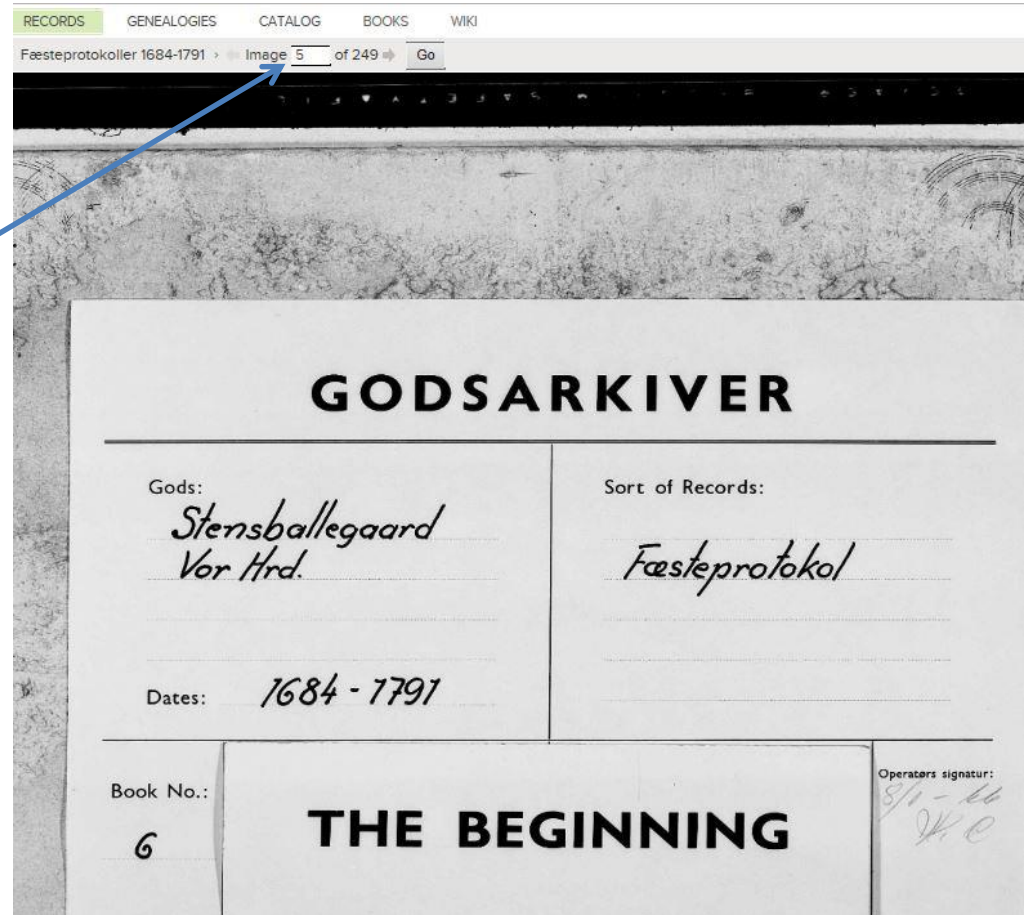 RECORDS GENEALOGIES CATALOG BOOKS WIKI
Fæsteprotokoller 1684-1791 › Image 5 of 249 Go
GODSARKIVER
Gods:
Stensballegaard
Vor Hrd.
Sort of Records:
Fæsteprotokol
Dates: 1684 - 1791
Book No.:
6
THE BEGINNING
Operatørs signatur: